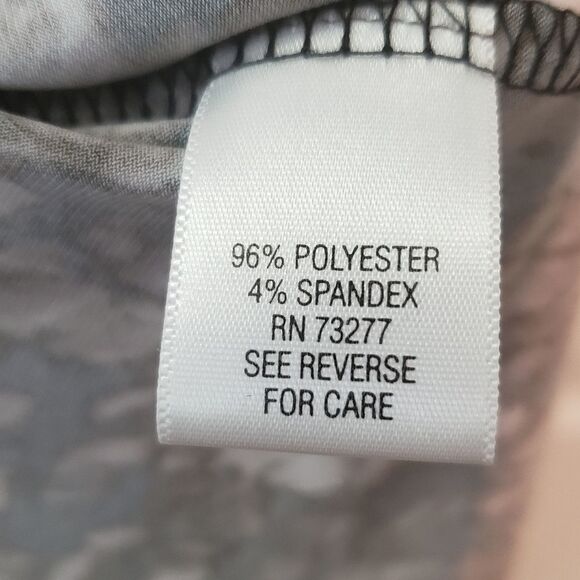 96% POLYESTER
4% SPANDEX
RN 73277
SEE REVERSE
FOR CARE